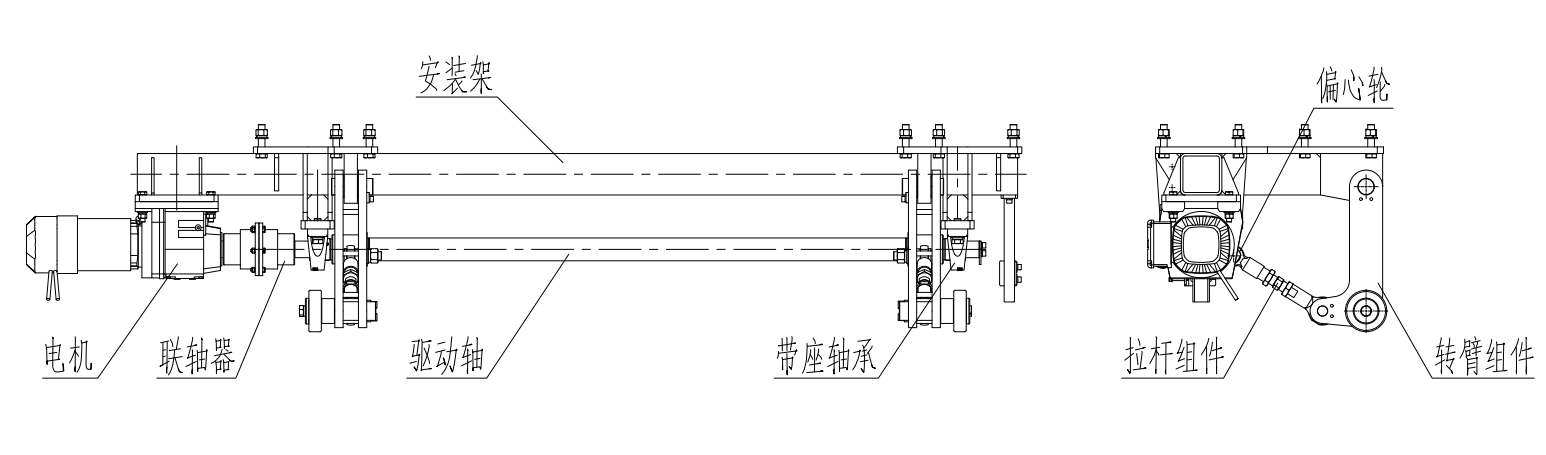 安装架
偏心轮
电机
联轴器
驱动轴
带座轴承
拉杆组件
转臂组件